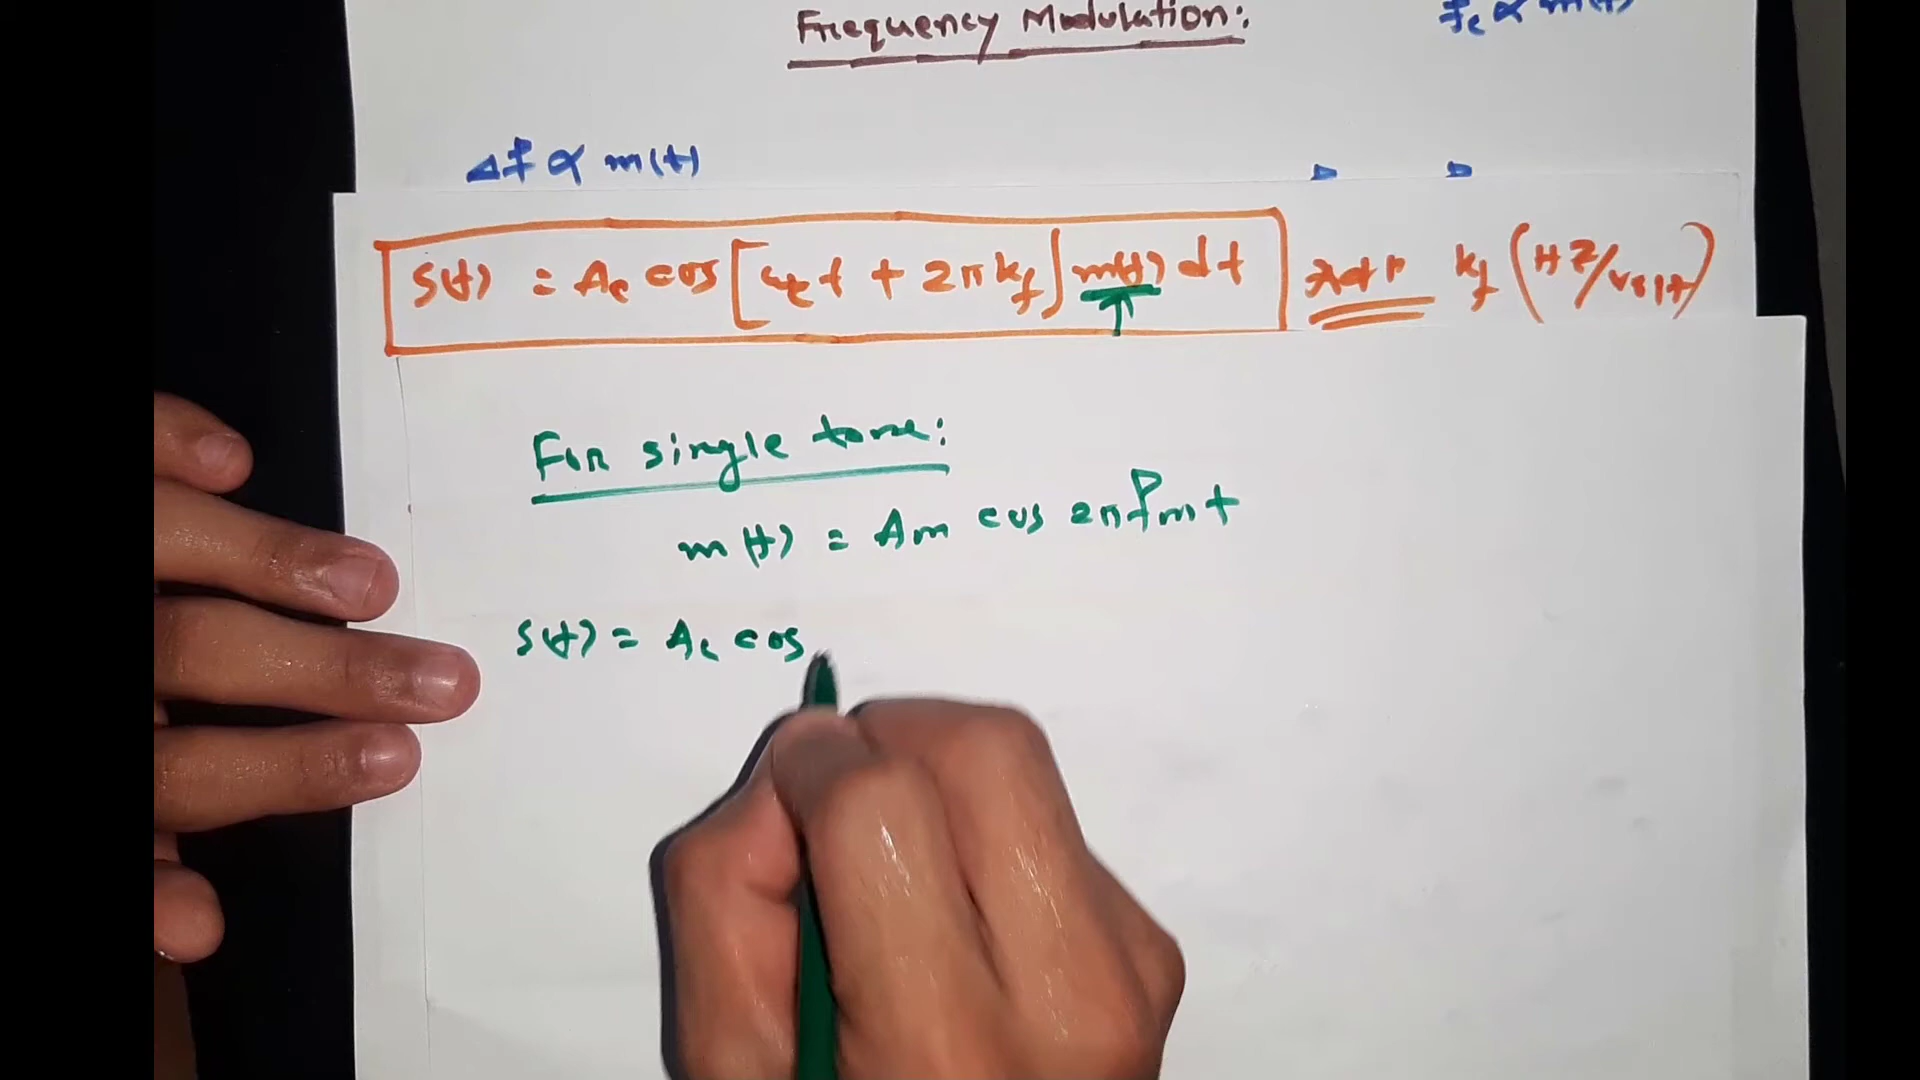 Frequency Modulation:
fc ∝ m(t)
Δf ∝ m(t)
S(t) = Ac cos [ωct + 2πkf ∫ m(t) dt
kf (HZ/volt)
For single tone:
m(t) = Am cos 2πfmt
S(t) = Ac cos